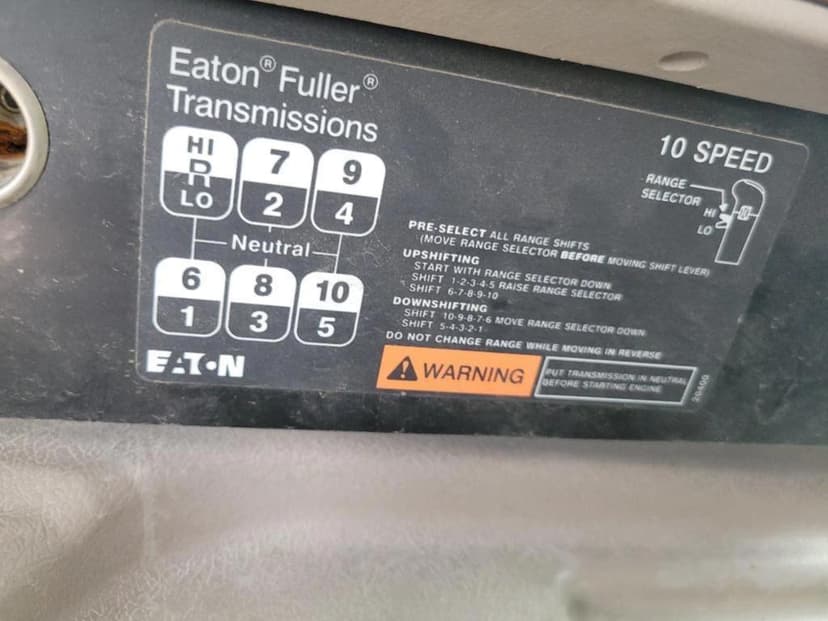 Eaton® Fuller®
Transmissions
HI
R
LO
7
2
9
4
Neutral
6
1
8
3
10
5
EATON
10 SPEED
RANGE
SELECTOR
HI
LO
PRE-SELECT ALL RANGE SHIFTS
(MOVE RANGE SELECTOR BEFORE MOVING SHIFT LEVER)
UPSHIFTING
START WITH RANGE SELECTOR DOWN
SHIFT 1-2-3-4-5 RAISE RANGE SELECTOR
SHIFT 6-7-8-9-10
DOWNSHIFTING
SHIFT 10-9-8-7-6 MOVE RANGE SELECTOR DOWN
SHIFT 5-4-3-2-1
DO NOT CHANGE RANGE WHILE MOVING IN REVERSE
WARNING
PUT TRANSMISSION IN NEUTRAL
BEFORE STARTING ENGINE